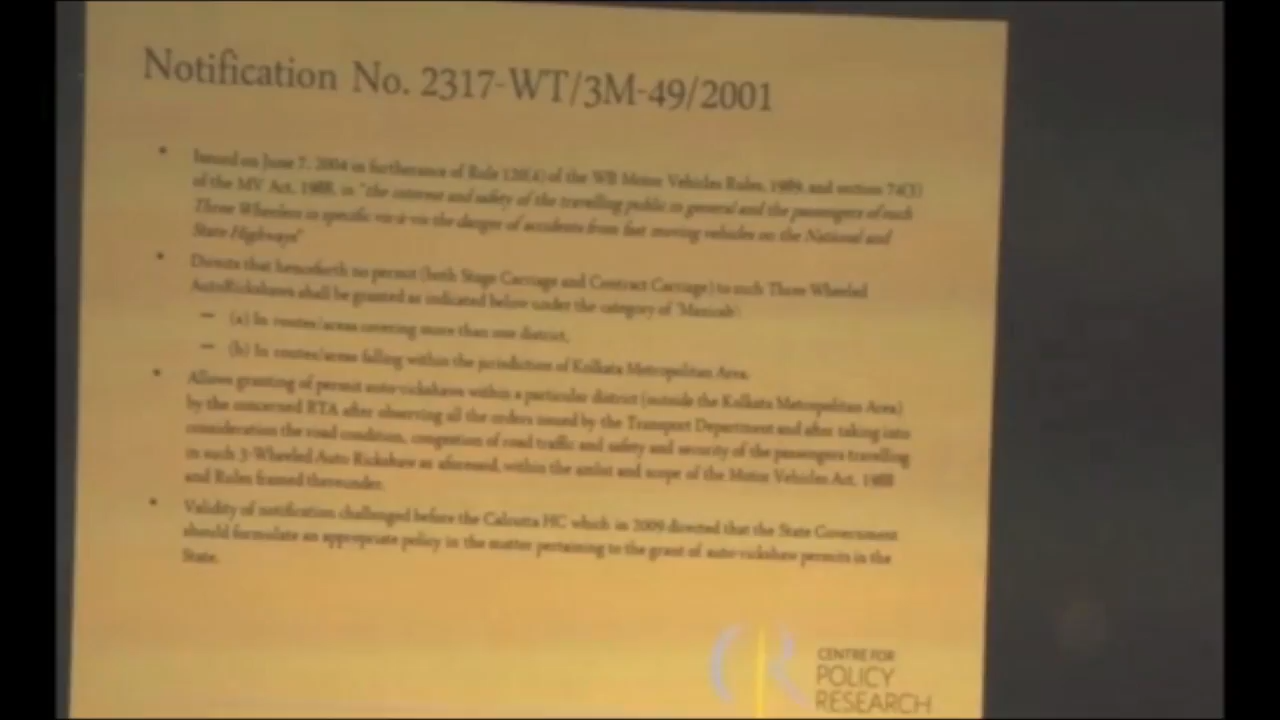 Notification No. 2317-WT/3M-49/2001
• Issued on June 7, 2004 in furtherance of Rule of the WB Motor Vehicles Rules, 1989, and section 74(3)
of the MV Act, 1988, in "the interest and safety of the travelling public in general and the passengers of such
Three Wheelers in specific vis-a-vis the danger of accidents from fast moving vehicles on the National and
State Highways"
• Directs that henceforth no permit (both Stage Carriage and Contract Carriage) to such Three Wheeled
AutoRickshaws shall be granted as indicated below under the category of 'Maxicab':
– (a) In routes/areas covering more than one district,
– (b) In routes/areas falling within the jurisdiction of Kolkata Metropolitan Area.
• Allows granting of permit auto-rickshaws within a particular district (outside the Kolkata Metropolitan Area)
by the concerned RTA after observing all the orders issued by the Transport Department and after taking into
consideration the road condition, congestion of road traffic and safety and security of the passengers travelling
in such 3-Wheeled Auto Rickshaw as aforesaid, within the ambit and scope of the Motor Vehicles Act, 1988
and Rules framed thereunder.
• Validity of notification challenged before the Calcutta HC which in 2009 directed that the State Government
should formulate an appropriate policy in the matter pertaining to the grant of auto-rickshaw permits in the
State.
CENTRE FOR
POLICY
RESEARCH